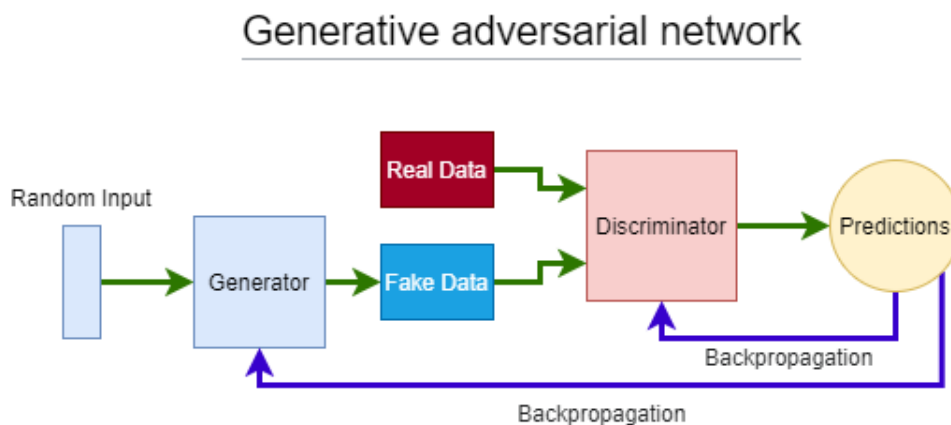 Generative adversarial network
Random Input
Generator
Real Data
Fake Data
Discriminator
Predictions
Backpropagation
Backpropagation